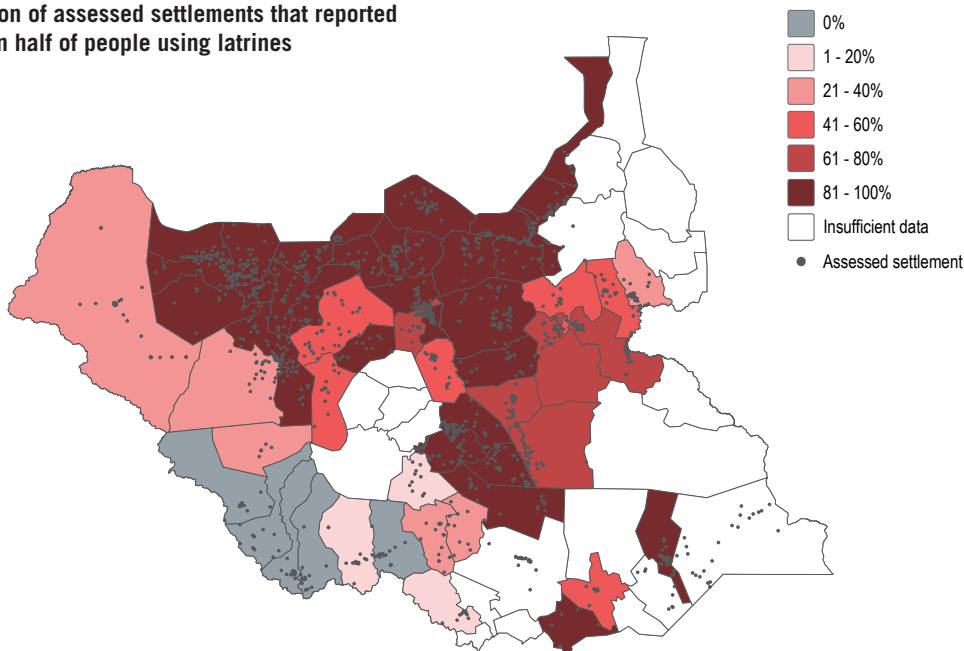 on of assessed settlements that reported
n half of people using latrines
0%
1 - 20%
21 - 40%
41 - 60%
61 - 80%
81 - 100%
Insufficient data
Assessed settlement